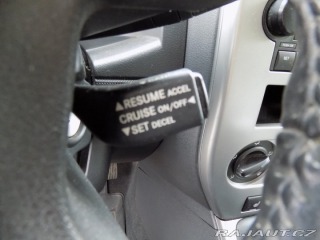 ▲RESUME ACCEL
CRUISE ON/OFF◄
▼SET DECEL
RAJAUT.CZ